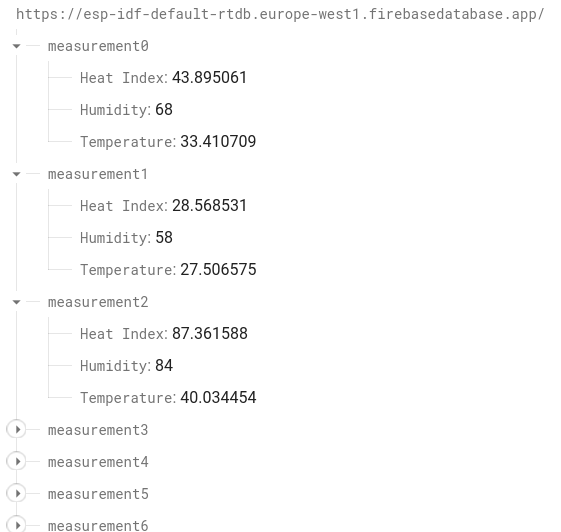 https://esp-idf-default-rtdb.europe-west1.firebasedatabase.app/
measurement0
Heat Index: 43.895061
Humidity: 68
Temperature: 33.410709
measurement1
Heat Index: 28.568531
Humidity: 58
Temperature: 27.506575
measurement2
Heat Index: 87.361588
Humidity: 84
Temperature: 40.034454
measurement3
measurement4
measurement5
measurement6